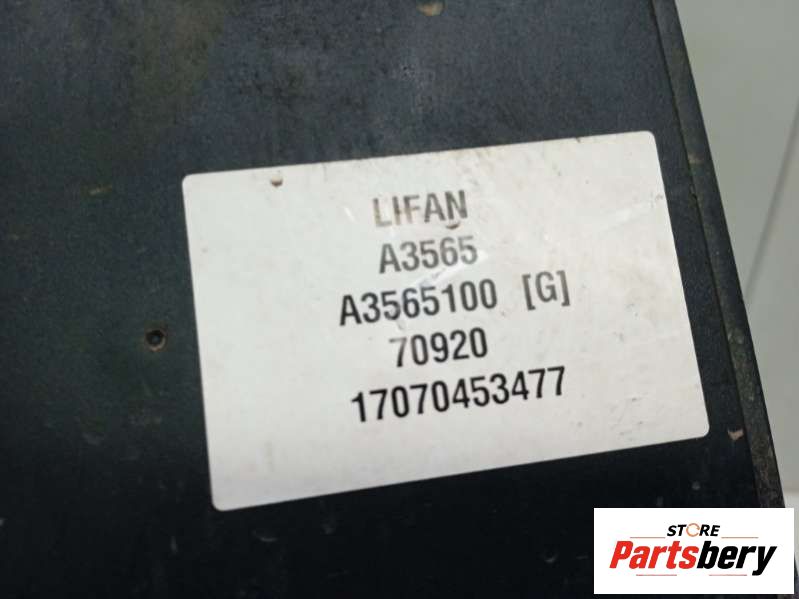 LIFAN
A3565
A3565100 [G]
70920
17070453477
STORE
Partsbery